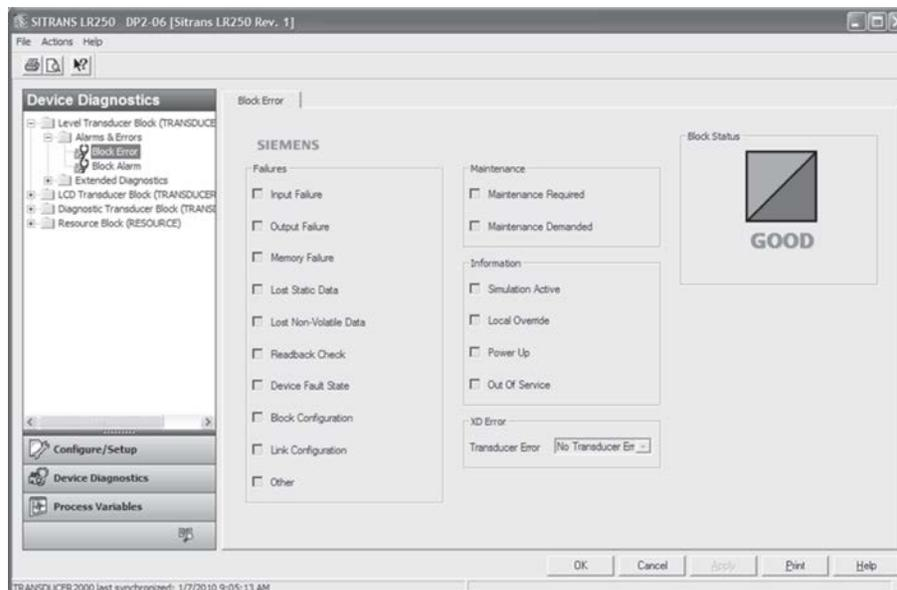 SITRANS LR250 DP2-06 [Sitrans LR250 Rev. 1]
File Actions Help
Device Diagnostics
Level Transducer Block (TRANSDUCE
Alarms & Errors
Block Error
Block Alarm
Extended Diagnostics
LCD Transducer Block (TRANSDUCER
Diagnostic Transducer Block (TRANSD
Resource Block (RESOURCE)
Configure/Setup
Device Diagnostics
Process Variables
Block Error
SIEMENS
Failures
Input Failure
Output Failure
Memory Failure
Lost Static Data
Lost Non-Volatile Data
Readback Check
Device Fault State
Block Configuration
Link Configuration
Other
Maintenance
Maintenance Required
Maintenance Demanded
Information
Simulation Active
Local Override
Power Up
Out Of Service
XD Error
Transducer Error No Transducer Err
Block Status
GOOD
OK Cancel Apply Print Help
TRANSDUCER2000 last synchronized: 1/7/2010 9:05:13 AM